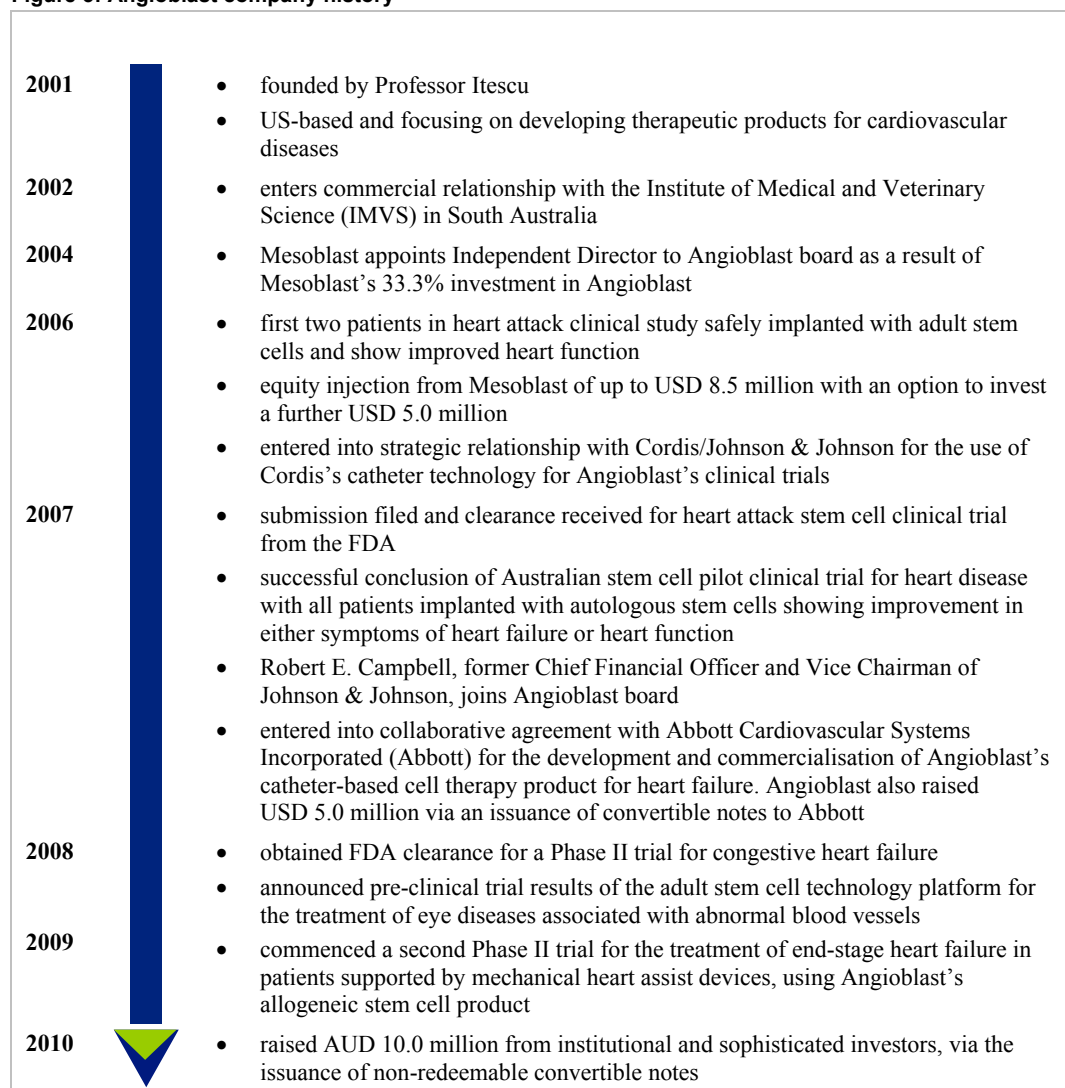 2001 • founded by Professor Itescu
• US-based and focusing on developing therapeutic products for cardiovascular
diseases
2002 • enters commercial relationship with the Institute of Medical and Veterinary
Science (IMVS) in South Australia
2004 • Mesoblast appoints Independent Director to Angioblast board as a result of
Mesoblast’s 33.3% investment in Angioblast
2006 • first two patients in heart attack clinical study safely implanted with adult stem
cells and show improved heart function
• equity injection from Mesoblast of up to USD 8.5 million with an option to invest
a further USD 5.0 million
• entered into strategic relationship with Cordis/Johnson & Johnson for the use of
Cordis’s catheter technology for Angioblast’s clinical trials
2007 • submission filed and clearance received for heart attack stem cell clinical trial
from the FDA
• successful conclusion of Australian stem cell pilot clinical trial for heart disease
with all patients implanted with autologous stem cells showing improvement in
either symptoms of heart failure or heart function
• Robert E. Campbell, former Chief Financial Officer and Vice Chairman of
Johnson & Johnson, joins Angioblast board
• entered into collaborative agreement with Abbott Cardiovascular Systems
Incorporated (Abbott) for the development and commercialisation of Angioblast’s
catheter-based cell therapy product for heart failure. Angioblast also raised
USD 5.0 million via an issuance of convertible notes to Abbott
2008 • obtained FDA clearance for a Phase II trial for congestive heart failure
• announced pre-clinical trial results of the adult stem cell technology platform for
the treatment of eye diseases associated with abnormal blood vessels
2009 • commenced a second Phase II trial for the treatment of end-stage heart failure in
patients supported by mechanical heart assist devices, using Angioblast’s
allogeneic stem cell product
2010 • raised AUD 10.0 million from institutional and sophisticated investors, via the
issuance of non-redeemable convertible notes